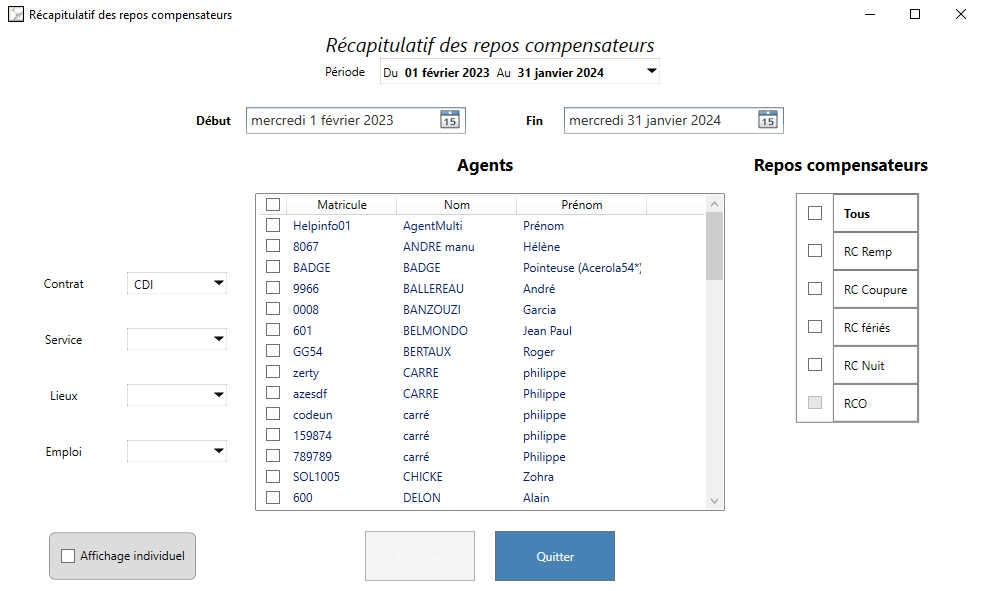 Récapitulatif des repos compensateurs
Récapitulatif des repos compensateurs
Période Du 01 février 2023 Au 31 janvier 2024
Début mercredi 1 février 2023 15 Fin mercredi 31 janvier 2024 15
Agents Repos compensateurs
Matricule Nom Prénom
Helpinfo01 AgentMulti Prénom
8067 ANDRE manu Hélène
BADGE BADGE Pointeuse (Acerola54*)
9966 BALLEREAU André
0008 BANZOUZI Garcia
601 BELMONDO Jean Paul
GG54 BERTAUX Roger
zerty CARRE philippe
azesdf CARRE Philippe
codeun carré philippe
159874 carré philippe
789789 carré Philippe
SOL1005 CHICKE Zohra
600 DELON Alain
Contrat CDI
Service
Lieux
Emploi
Tous
RC Remp
RC Coupure
RC fériés
RC Nuit
RCO
Affichage individuel
Quitter